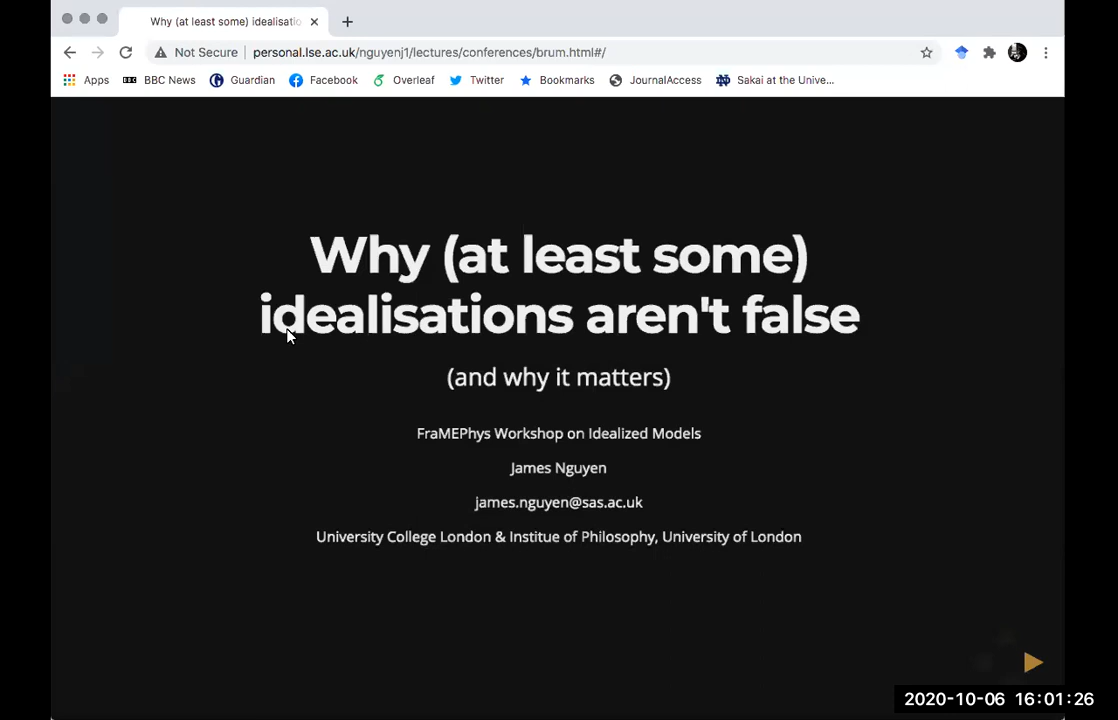 Why (at least some) idealisatio
Not Secure personal.lse.ac.uk/nguyenj1/lectures/conferences/brum.html#/
Apps BBC News Guardian Facebook Overleaf Twitter Bookmarks JournalAccess Sakai at the Unive...
Why (at least some)
idealisations aren't false
(and why it matters)
FraMEPhys Workshop on Idealized Models
James Nguyen
james.nguyen@sas.ac.uk
University College London & Institue of Philosophy, University of London
2020-10-06 16:01:26